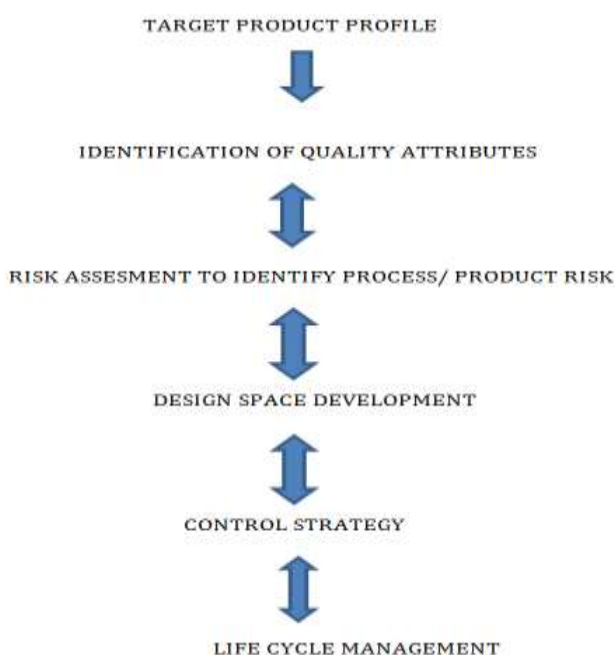 TARGET PRODUCT PROFILE
IDENTIFICATION OF QUALITY ATTRIBUTES
RISK ASSESMENT TO IDENTIFY PROCESS/ PRODUCT RISK
DESIGN SPACE DEVELOPMENT
CONTROL STRATEGY
LIFE CYCLE MANAGEMENT